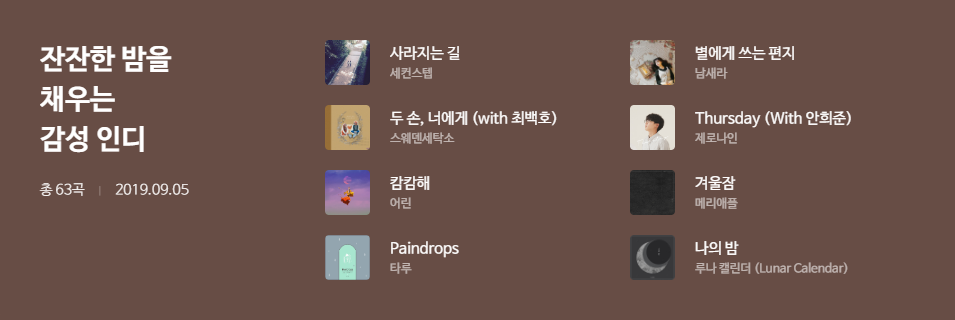 잔잔한 밤을
채우는
감성 인디
총 63곡 | 2019.09.05
사라지는 길
세컨스텝
두 손, 너에게 (with 최백호)
스웨덴세탁소
캄캄해
어린
Paindrops
타루
별에게 쓰는 편지
남새라
Thursday (With 안희준)
제로나인
겨울잠
메리애플
나의 밤
루나 캘린더 (Lunar Calendar)